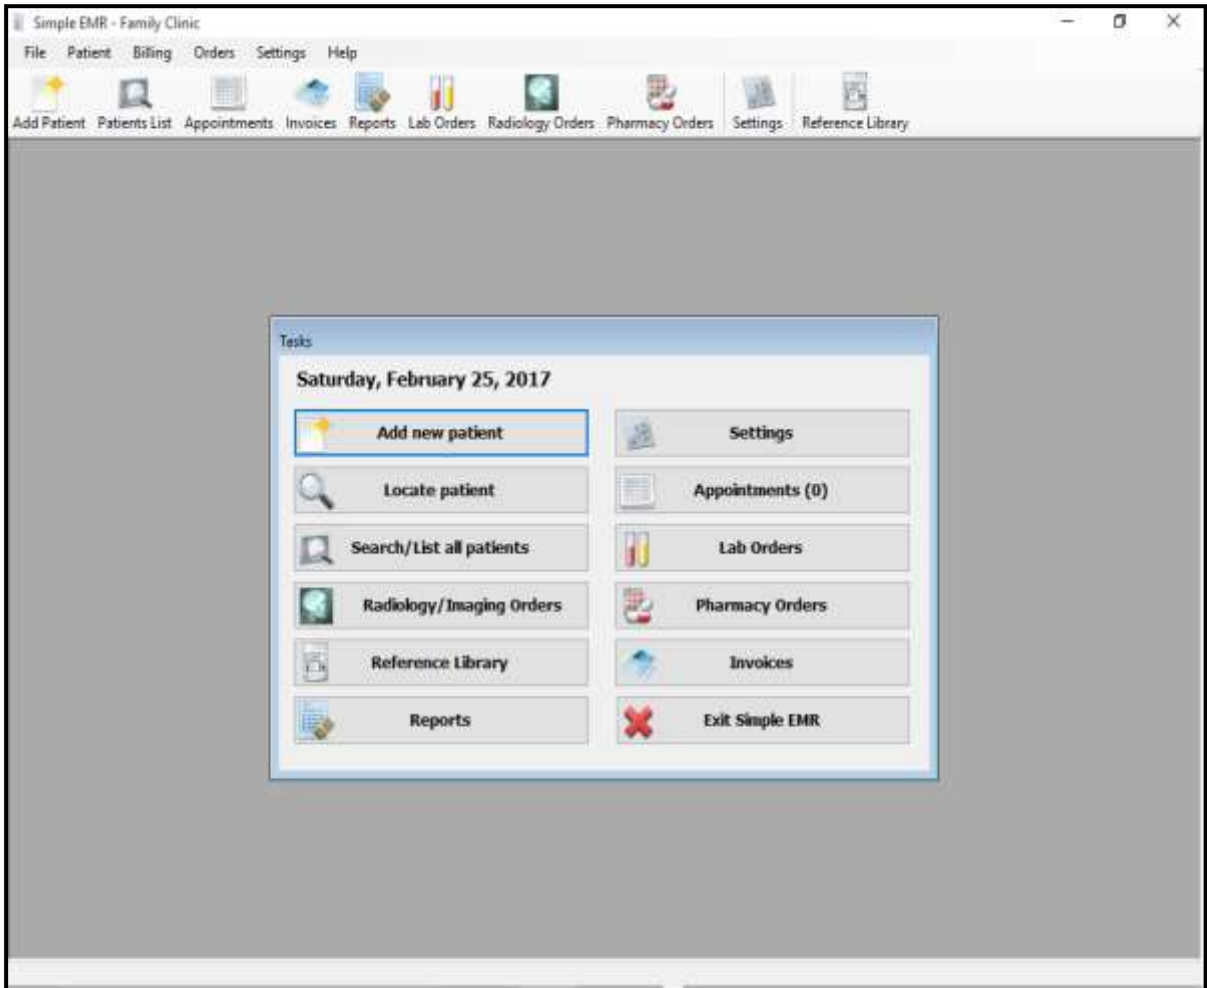 Simple EMR - Family Clinic
File Patient Billing Orders Settings Help
Add Patient Patients List Appointments Invoices Reports Lab Orders Radiology Orders Pharmacy Orders Settings Reference Library
Tasks
Saturday, February 25, 2017
Add new patient Settings
Locate patient Appointments (0)
Search/List all patients Lab Orders
Radiology/Imaging Orders Pharmacy Orders
Reference Library Invoices
Reports Exit Simple EMR